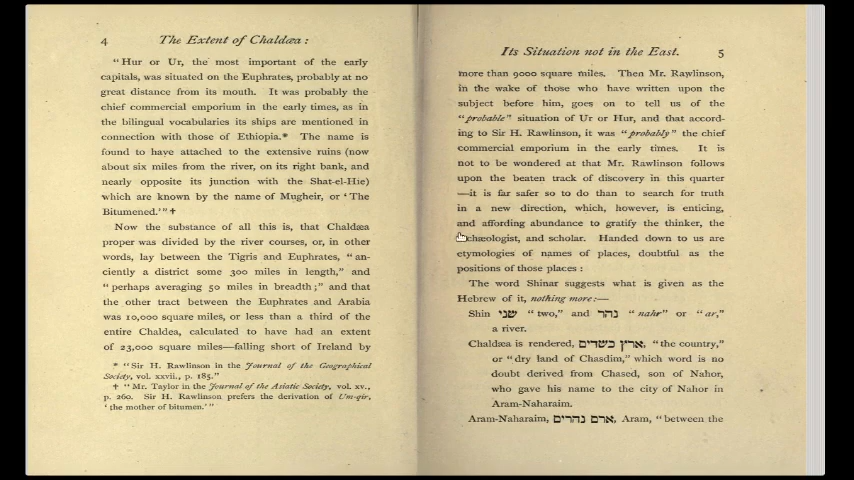 4 The Extent of Chaldæa :
"Hur or Ur, the most important of the early
capitals, was situated on the Euphrates, probably at no
great distance from its mouth. It was probably the
chief commercial emporium in the early times, as in
the bilingual vocabularies its ships are mentioned in
connection with those of Ethiopia.* The name is
found to have attached to the extensive ruins (now
about six miles from the river, on its right bank, and
nearly opposite its junction with the Shat-el-Hie)
which are known by the name of Mugheir, or 'The
Bitumened.'"†
Now the substance of all this is, that Chaldæa
proper was divided by the river courses, or, in other
words, lay between the Tigris and Euphrates, "an-
ciently a district some 300 miles in length," and
"perhaps averaging 50 miles in breadth;" and that
the other tract between the Euphrates and Arabia
was 10,000 square miles, or less than a third of the
entire Chaldea, calculated to have had an extent
of 23,000 square miles—falling short of Ireland by
* "Sir H. Rawlinson in the Journal of the Geographical
Society, vol. xxvii., p. 185."
† "Mr. Taylor in the Journal of the Asiatic Society, vol. xv.,
p. 260. Sir H. Rawlinson prefers the derivation of Um-qir,
'the mother of bitumen.'"
Its Situation not in the East. 5
more than 9000 square miles. Then Mr. Rawlinson,
in the wake of those who have written upon the
subject before him, goes on to tell us of the
"probable" situation of Ur or Hur, and that accord-
ing to Sir H. Rawlinson, it was "probably" the chief
commercial emporium in the early times. It is
not to be wondered at that Mr. Rawlinson follows
upon the beaten track of discovery in this quarter
—it is far safer so to do than to search for truth
in a new direction, which, however, is enticing,
and affording abundance to gratify the thinker, the
chæologist, and scholar. Handed down to us are
etymologies of names of places, doubtful as the
positions of those places :
The word Shinar suggests what is given as the
Hebrew of it, nothing more:—
Shin שני "two," and נהר "nahr" or "ar,"
a river.
Chaldæa is rendered, ארץ כשדים, "the country,"
or "dry land of Chasdim," which word is no
doubt derived from Chased, son of Nahor,
who gave his name to the city of Nahor in
Aram-Naharaim.
Aram-Naharaim, ארם נהרים, Aram, "between the